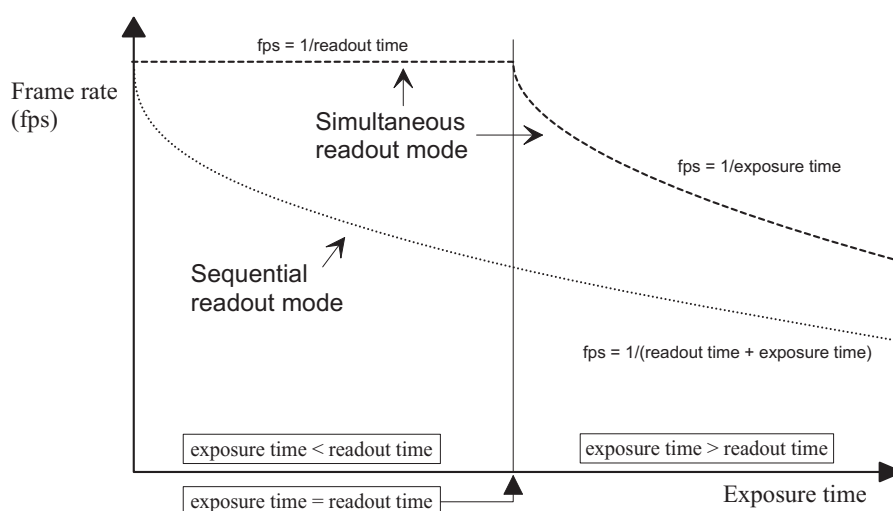 fps = 1/readout time
Frame rate
(fps)
Simultaneous
readout mode
fps = 1/exposure time
Sequential
readout mode
fps = 1/(readout time + exposure time)
exposure time < readout time
exposure time > readout time
exposure time = readout time
Exposure time